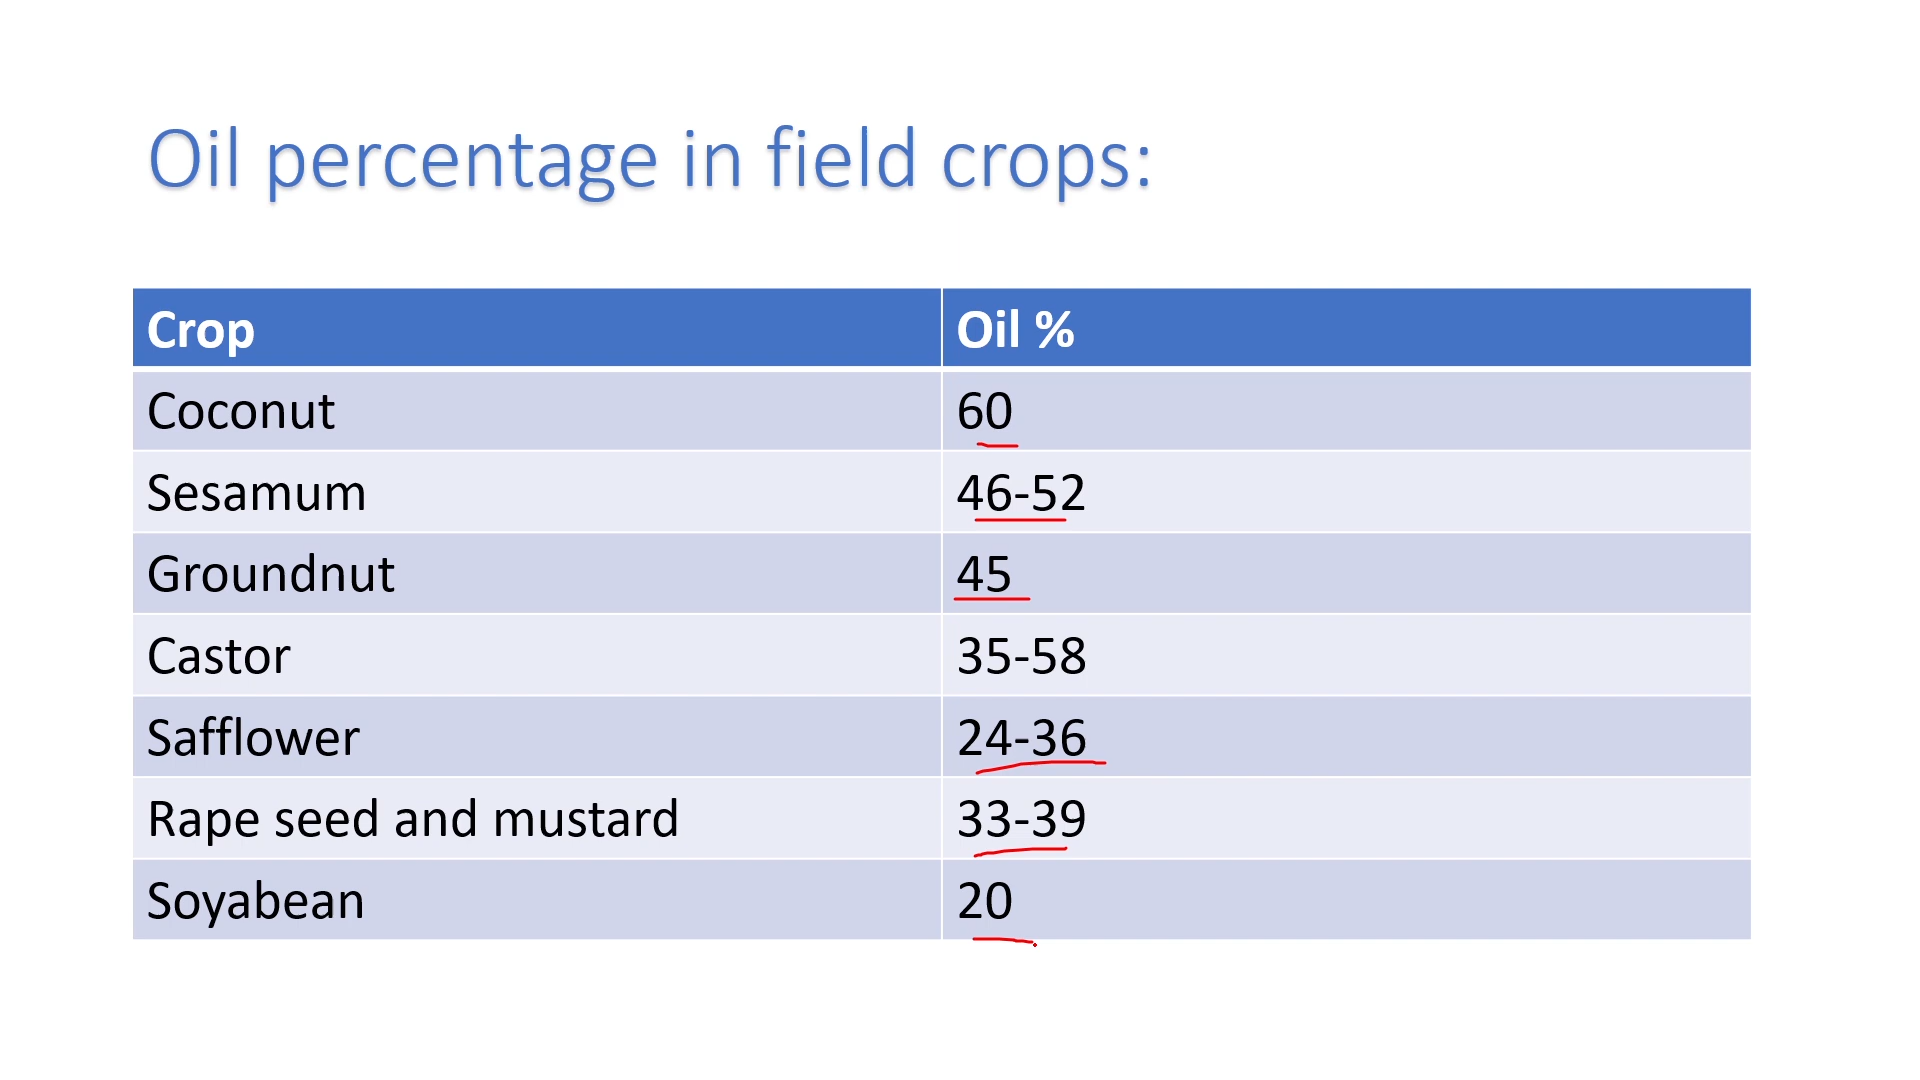 Oil percentage in field crops:
Crop Oil %
Coconut 60
Sesamum 46-52
Groundnut 45
Castor 35-58
Safflower 24-36
Rape seed and mustard 33-39
Soyabean 20